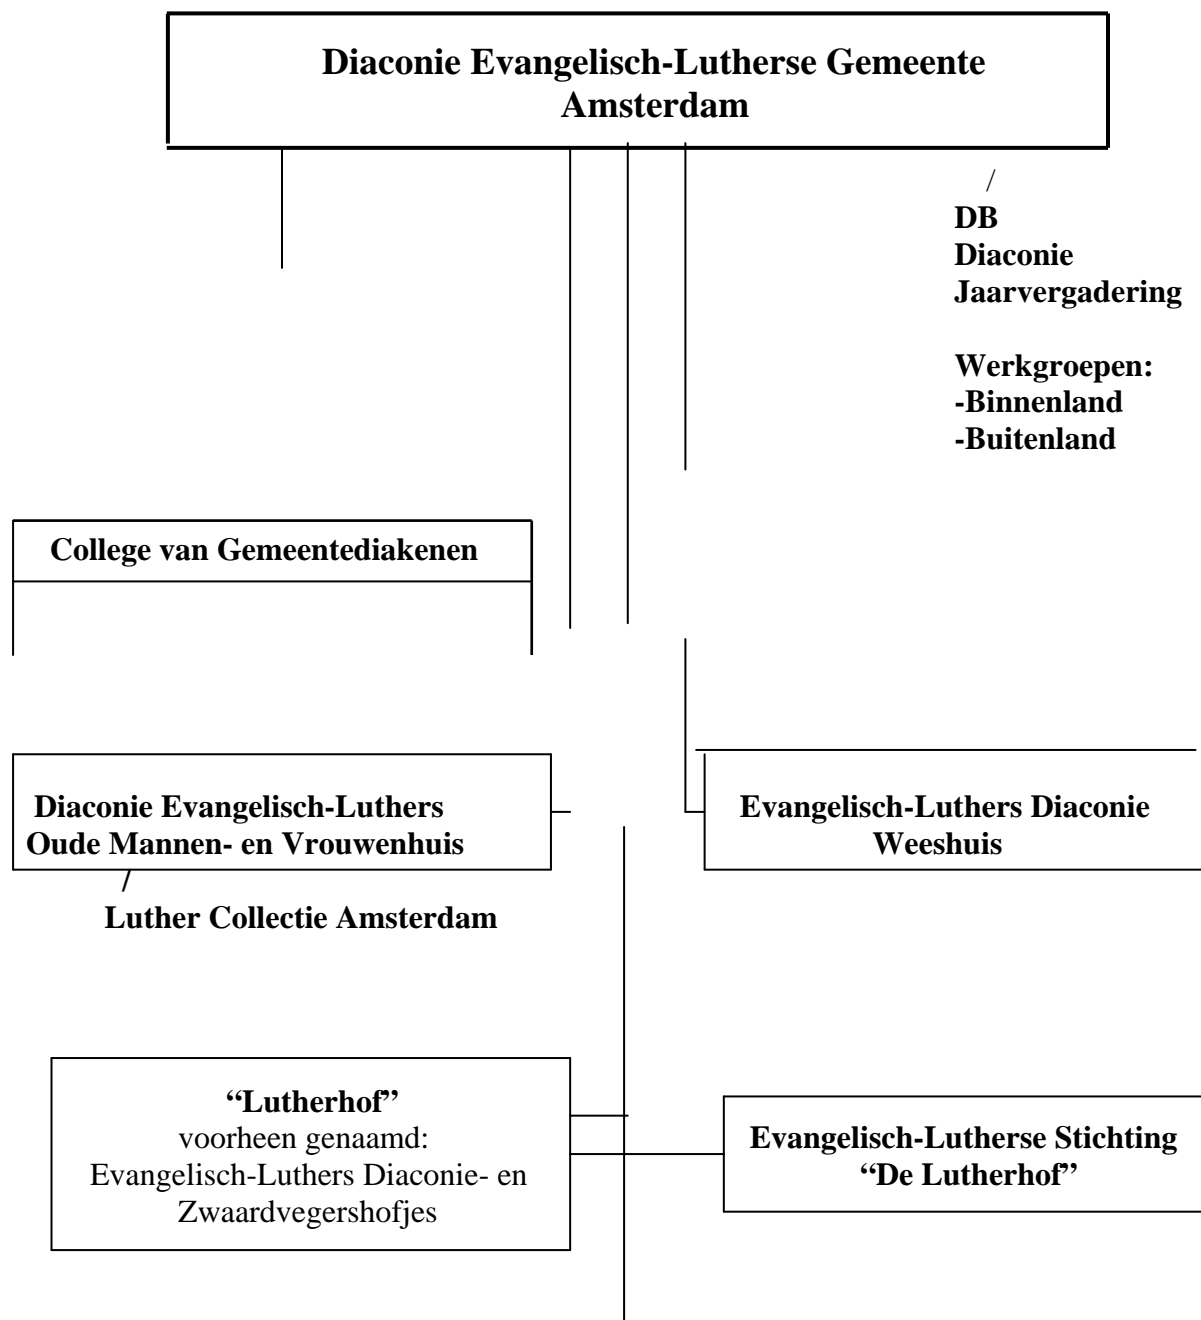 Diaconie Evangelisch-Lutherse Gemeente
Amsterdam
/
DB
Diaconie
Jaarvergadering
Werkgroepen:
-Binnenland
-Buitenland
College van Gemeentediakenen
Diaconie Evangelisch-Luthers
Oude Mannen- en Vrouwenhuis
Evangelisch-Luthers Diaconie
Weeshuis
Luther Collectie Amsterdam
“Lutherhof”
voorheen genaamd:
Evangelisch-Luthers Diaconie- en
Zwaardvegershofjes
Evangelisch-Lutherse Stichting
“De Lutherhof”